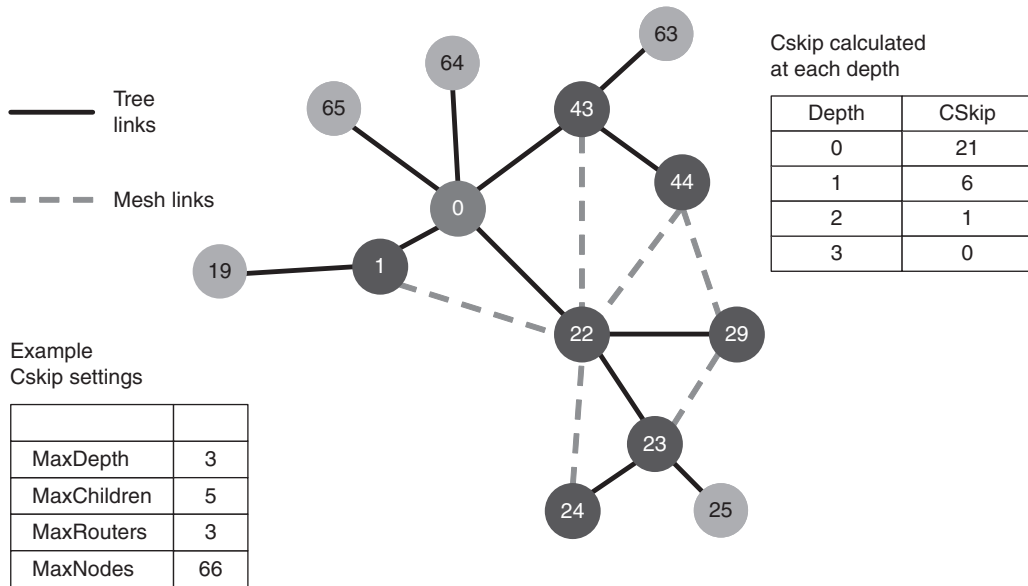 63
64
65
43
44
0
19
1
22
29
23
24
25
Tree
links
Mesh links
Cskip calculated
at each depth
Depth CSkip
0 21
1 6
2 1
3 0
Example
Cskip settings
MaxDepth 3
MaxChildren 5
MaxRouters 3
MaxNodes 66